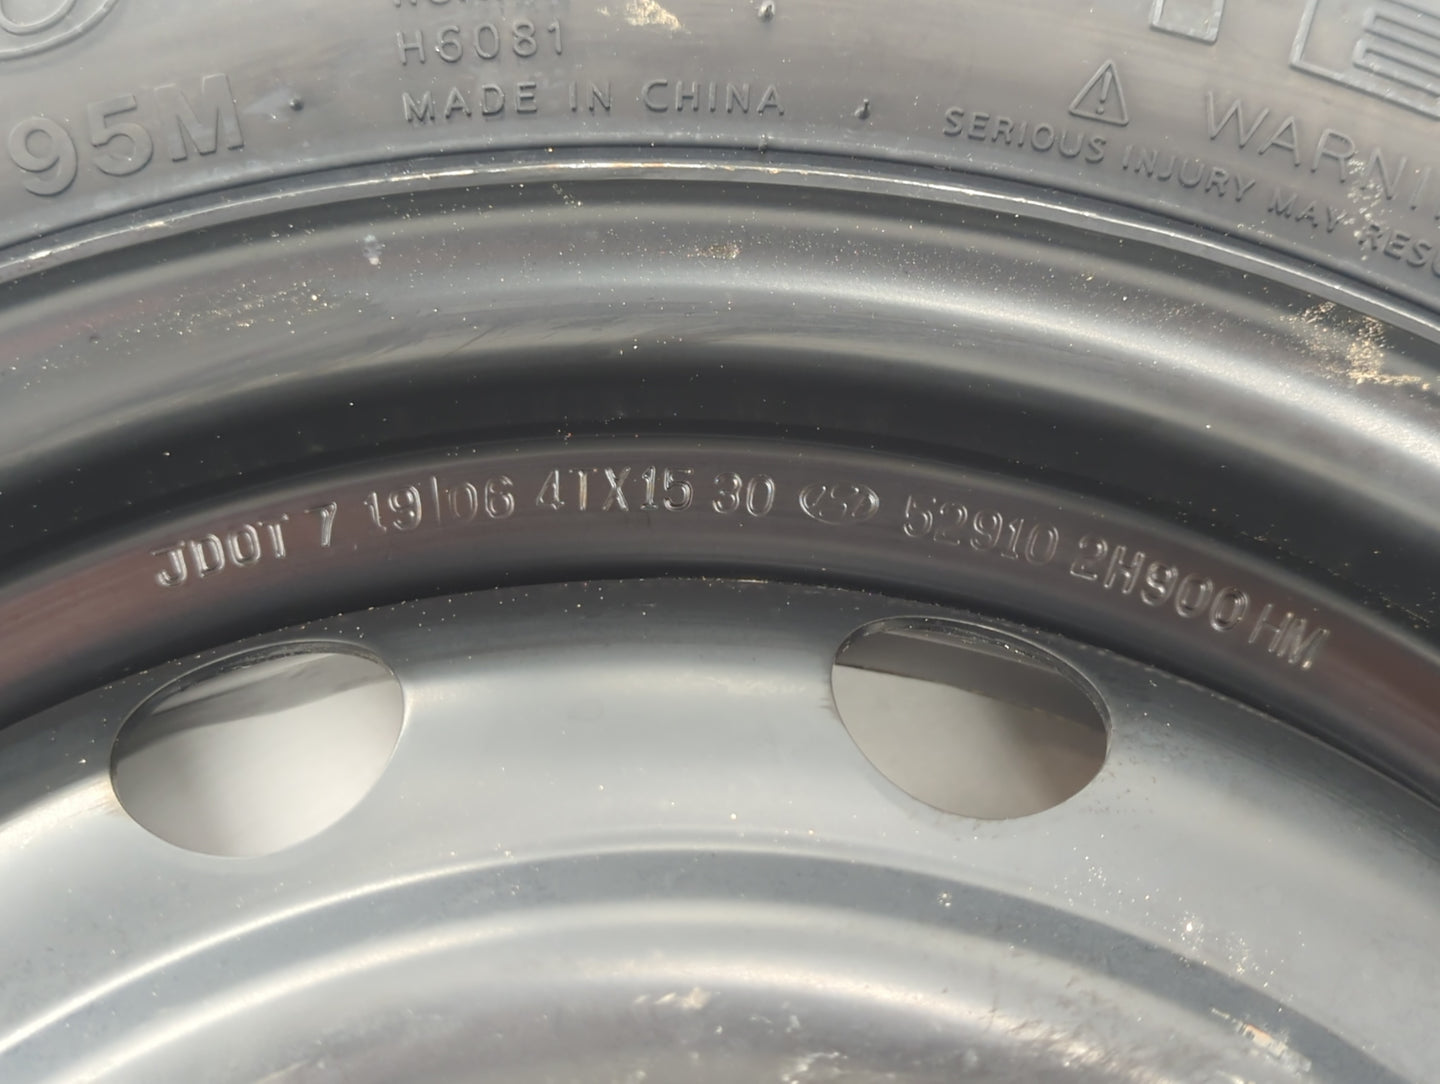 H6081
95M MADE IN CHINA
WARNI
SERIOUS INJURY MAY RESU
JDOT 7 19/06 4TX15 30 52910 2H900 HM